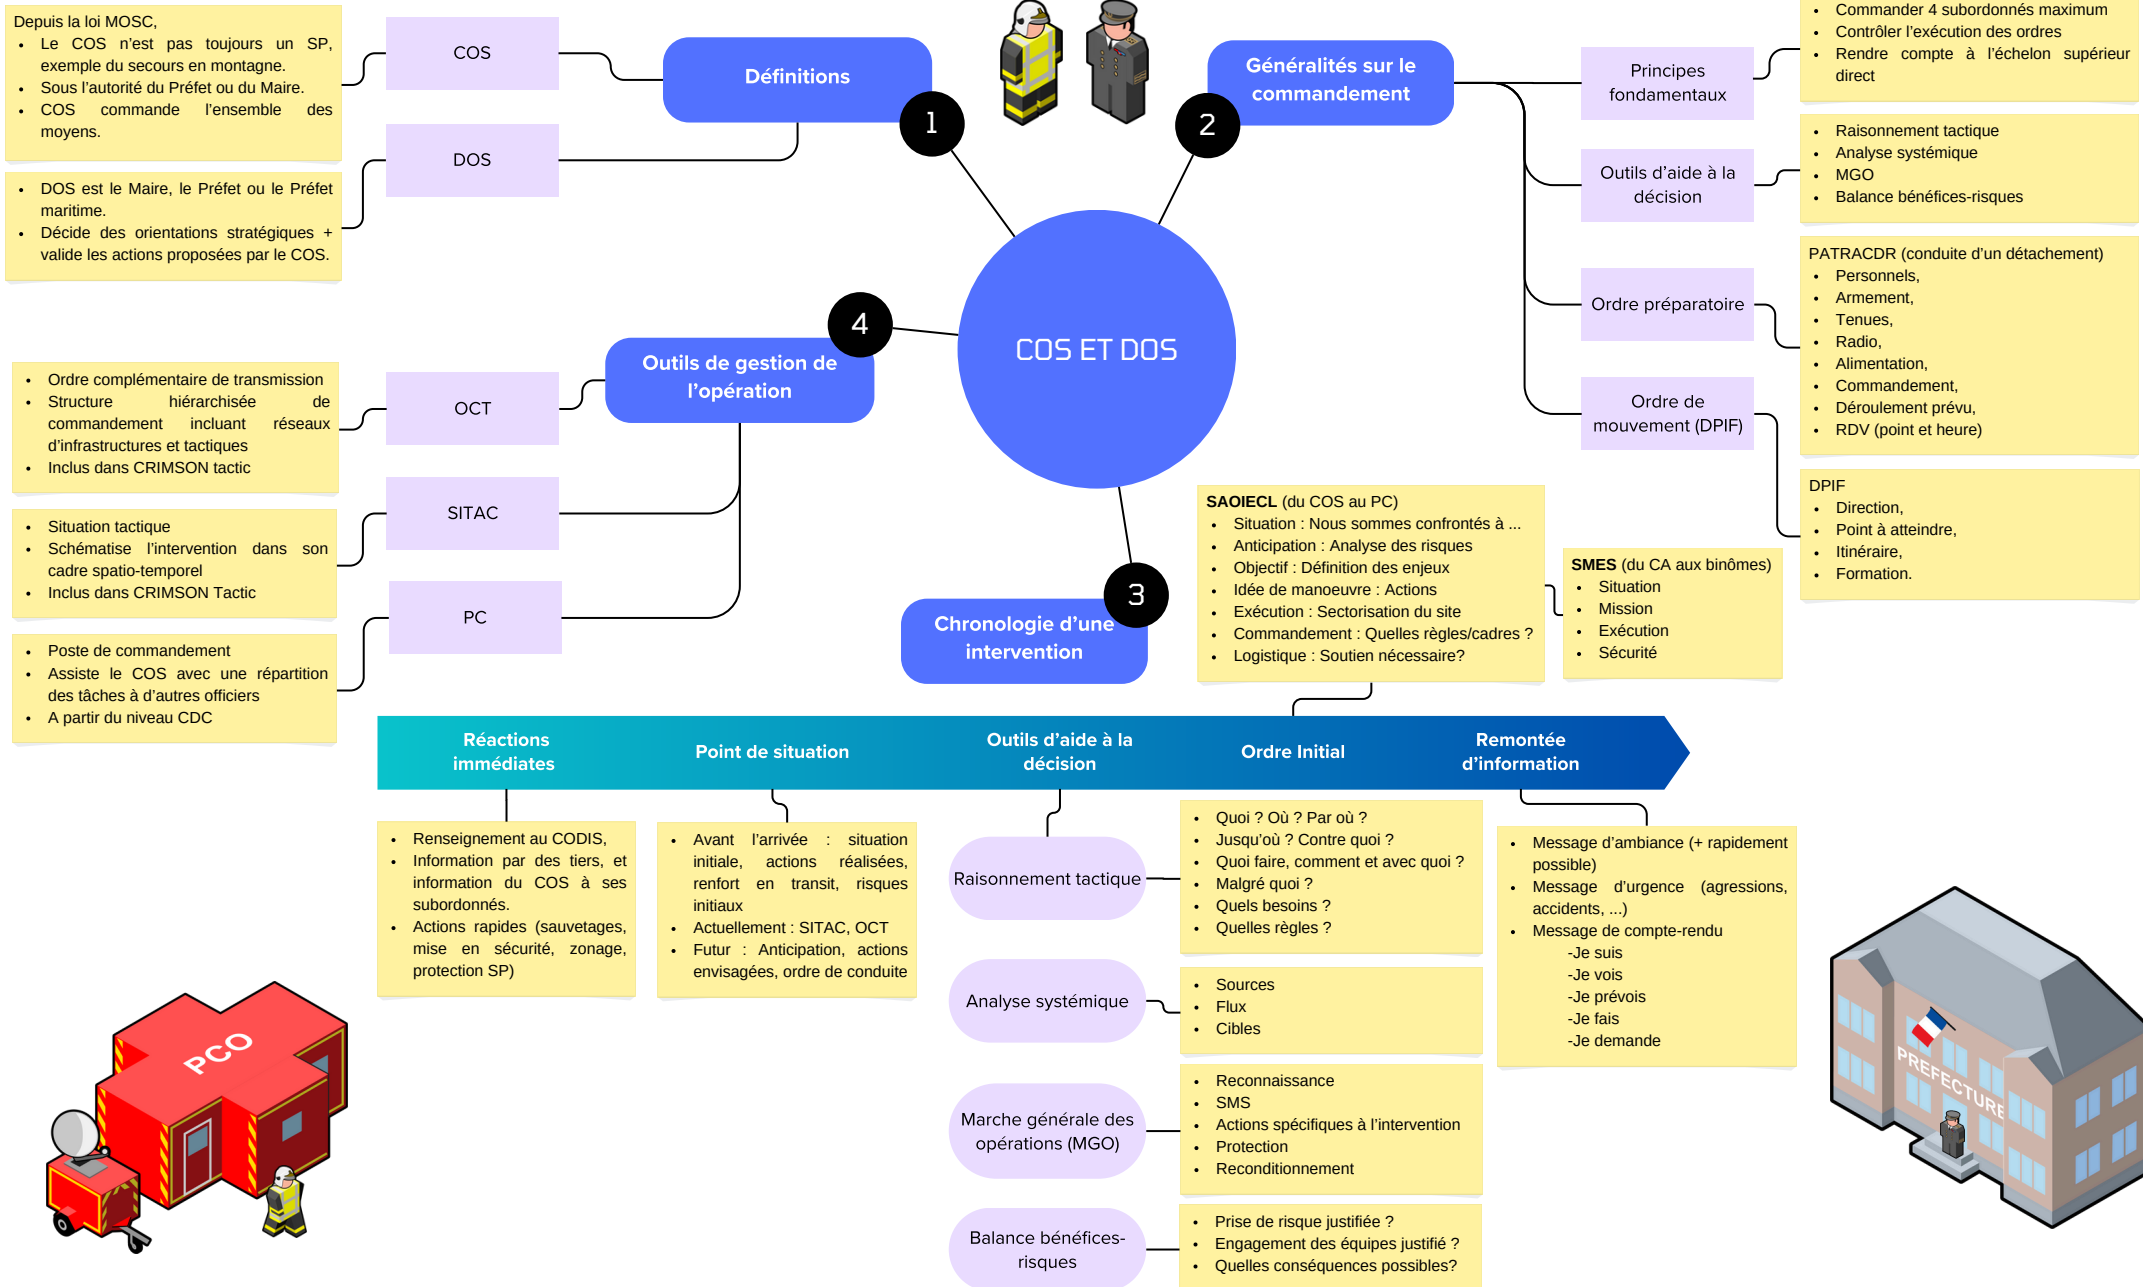 Depuis la loi MOSC,
• Le COS n'est pas toujours un SP,
exemple du secours en montagne.
• Sous l'autorité du Préfet ou du Maire.
• COS commande l'ensemble des
moyens.
COS
Définitions
1
DOS
• DOS est le Maire, le Préfet ou le Préfet
maritime.
• Décide des orientations stratégiques +
valide les actions proposées par le COS.
2
Généralités sur le
commandement
Principes
fondamentaux
• Commander 4 subordonnés maximum
• Contrôler l'exécution des ordres
• Rendre compte à l'échelon supérieur
direct
Outils d'aide à la
décision
• Raisonnement tactique
• Analyse systémique
• MGO
• Balance bénéfices-risques
Ordre préparatoire
PATRACDR (conduite d'un détachement)
• Personnels,
• Armement,
• Tenues,
• Radio,
• Alimentation,
• Commandement,
• Déroulement prévu,
• RDV (point et heure)
Ordre de
mouvement (DPIF)
DPIF
• Direction,
• Point à atteindre,
• Itinéraire,
• Formation.
COS ET DOS
4
Outils de gestion de
l'opération
OCT
• Ordre complémentaire de transmission
• Structure hiérarchisée de
commandement incluant réseaux
d'infrastructures et tactiques
• Inclus dans CRIMSON tactic
SITAC
• Situation tactique
• Schématise l'intervention dans son
cadre spatio-temporel
• Inclus dans CRIMSON Tactic
PC
• Poste de commandement
• Assiste le COS avec une répartition
des tâches à d'autres officiers
• A partir du niveau CDC
3
Chronologie d'une
intervention
SAOIECL (du COS au PC)
• Situation : Nous sommes confrontés à ...
• Anticipation : Analyse des risques
• Objectif : Définition des enjeux
• Idée de manoeuvre : Actions
• Exécution : Sectorisation du site
• Commandement : Quelles règles/cadres ?
• Logistique : Soutien nécessaire?
SMES (du CA aux binômes)
• Situation
• Mission
• Exécution
• Sécurité
Réactions
immédiates
Point de situation
Outils d'aide à la
décision
Ordre Initial
Remontée
d'information
• Renseignement au CODIS,
• Information par des tiers, et
information du COS à ses
subordonnés.
• Actions rapides (sauvetages,
mise en sécurité, zonage,
protection SP)
• Avant l'arrivée : situation
initiale, actions réalisées,
renfort en transit, risques
initiaux
• Actuellement : SITAC, OCT
• Futur : Anticipation, actions
envisagées, ordre de conduite
Raisonnement tactique
• Quoi ? Où ? Par où ?
• Jusqu'où ? Contre quoi ?
• Quoi faire, comment et avec quoi ?
• Malgré quoi ?
• Quels besoins ?
• Quelles règles ?
Analyse systémique
• Sources
• Flux
• Cibles
Marche générale des
opérations (MGO)
• Reconnaissance
• SMS
• Actions spécifiques à l'intervention
• Protection
• Reconditionnement
Balance bénéfices-
risques
• Prise de risque justifiée ?
• Engagement des équipes justifié ?
• Quelles conséquences possibles?
• Message d'ambiance (+ rapidement
possible)
• Message d'urgence (agressions,
accidents, ...)
• Message de compte-rendu
-Je suis
-Je vois
-Je prévois
-Je fais
-Je demande
PCO
PREFECTURE